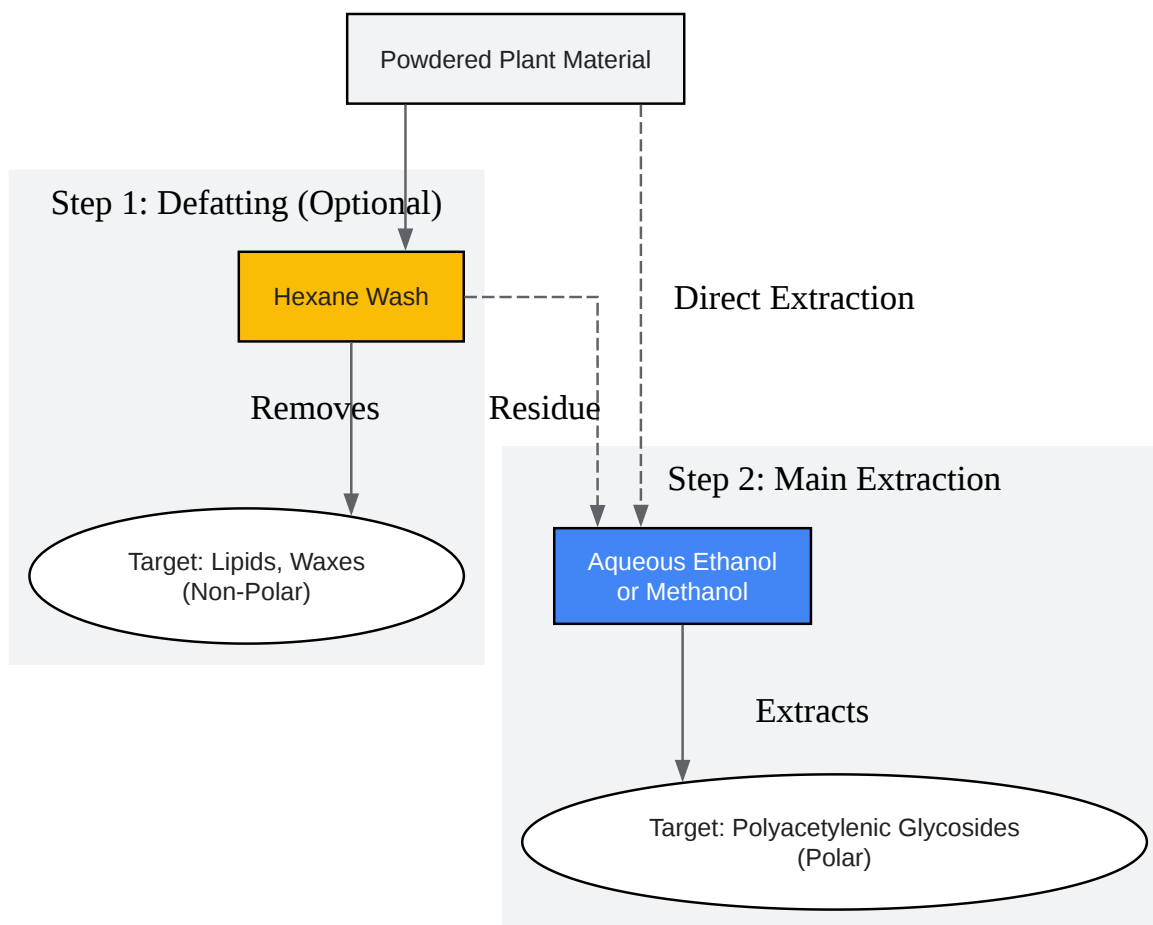 Powdered Plant Material
Step 1: Defatting (Optional)
Hexane Wash
Direct Extraction
Removes
Residue
Step 2: Main Extraction
Target: Lipids, Waxes
(Non-Polar)
Aqueous Ethanol
or Methanol
Extracts
Target: Polyacetylenic Glycosides
(Polar)